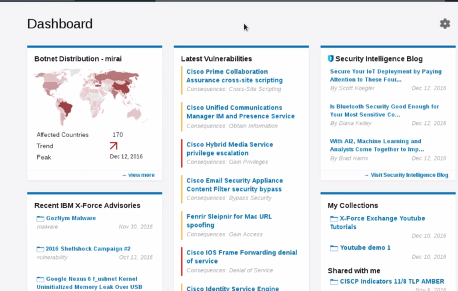 Dashboard
Botnet Distribution - mirai
Affected Countries 170
Trend
Peak Dec 12, 2016
→ view more
Recent IBM X-Force Advisories
GozNym Malware
malware Nov 30, 2016
2016 Shellshock Campaign #2
vulnerability Oct 12, 2016
Google Nexus 6 f_usbnet Kernel
Uninitialized Memory Leak Over USB
Latest Vulnerabilities
Cisco Prime Collaboration
Assurance cross-site scripting
Consequences: Cross-Site Scripting
Cisco Unified Communications
Manager IM and Presence Service
Consequences: Obtain Information
Cisco Hybrid Media Service
privilege escalation
Consequences: Gain Privileges
Cisco Email Security Appliance
Content Filter security bypass
Consequences: Bypass Security
Fenrir Sleipnir for Mac URL
spoofing
Consequences: Gain Access
Cisco IOS Frame Forwarding denial
of service
Consequences: Denial of Service
Cisco Identity Service Engine
Security Intelligence Blog
Secure Your IoT Deployment by Paying
Attention to These Four...
By Scott Koegler Dec 12, 2016
Is Bluetooth Security Good Enough for
Your Most Sensitive Co...
By Diana Kelley Dec 12, 2016
With AI2, Machine Learning and
Analysts Come Together to Imp...
By Brad Harris Dec 12, 2016
→ Visit Security Intelligence Blog
My Collections
X-Force Exchange Youtube
Tutorials
Dec 10, 2016
Youtube demo 1
Dec 10, 2016
Shared with me
CISCP Indicators 11/8 TLP AMBER